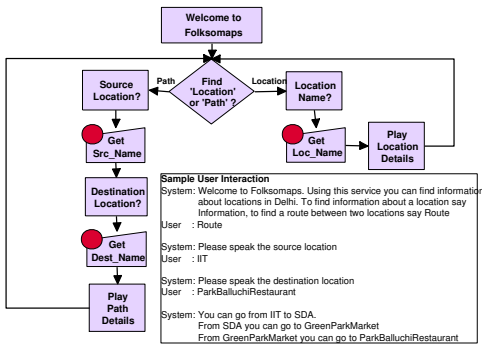 Welcome to
Folksomaps
Path
Find
'Location'
or 'Path' ?
Location
Source
Location?
Location
Name?
Get
Src_Name
Get
Loc_Name
Play
Location
Details
Destination
Location?
Get
Dest_Name
Play
Path
Details
Sample User Interaction
System: Welcome to Folksomaps. Using this service you can find information
about locations in Delhi. To find information about a location say
Information, to find a route between two locations say Route
User : Route
System: Please speak the source location
User : IIT
System: Please speak the destination location
User : ParkBalluchiRestaurant
System: You can go from IIT to SDA.
From SDA you can go to GreenParkMarket
From GreenParkMarket you can go to ParkBalluchiRestaurant